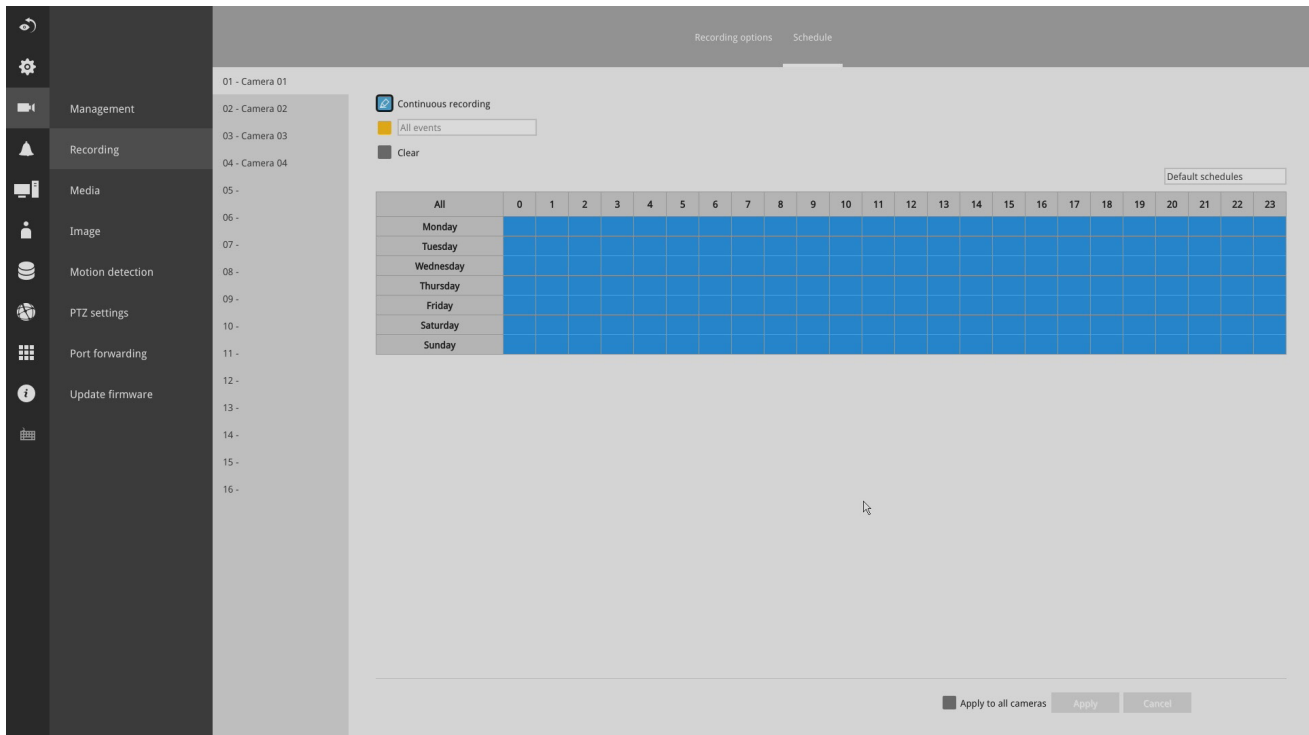 Recording options Schedule
Management
Recording
Media
Image
Motion detection
PTZ settings
Port forwarding
Update firmware
01 - Camera 01
02 - Camera 02
03 - Camera 03
04 - Camera 04
05 -
06 -
07 -
08 -
09 -
10 -
11 -
12 -
13 -
14 -
15 -
16 -
Continuous recording
All events
Clear
Default schedules
All 0 1 2 3 4 5 6 7 8 9 10 11 12 13 14 15 16 17 18 19 20 21 22 23
Monday
Tuesday
Wednesday
Thursday
Friday
Saturday
Sunday
Apply to all cameras Apply Cancel